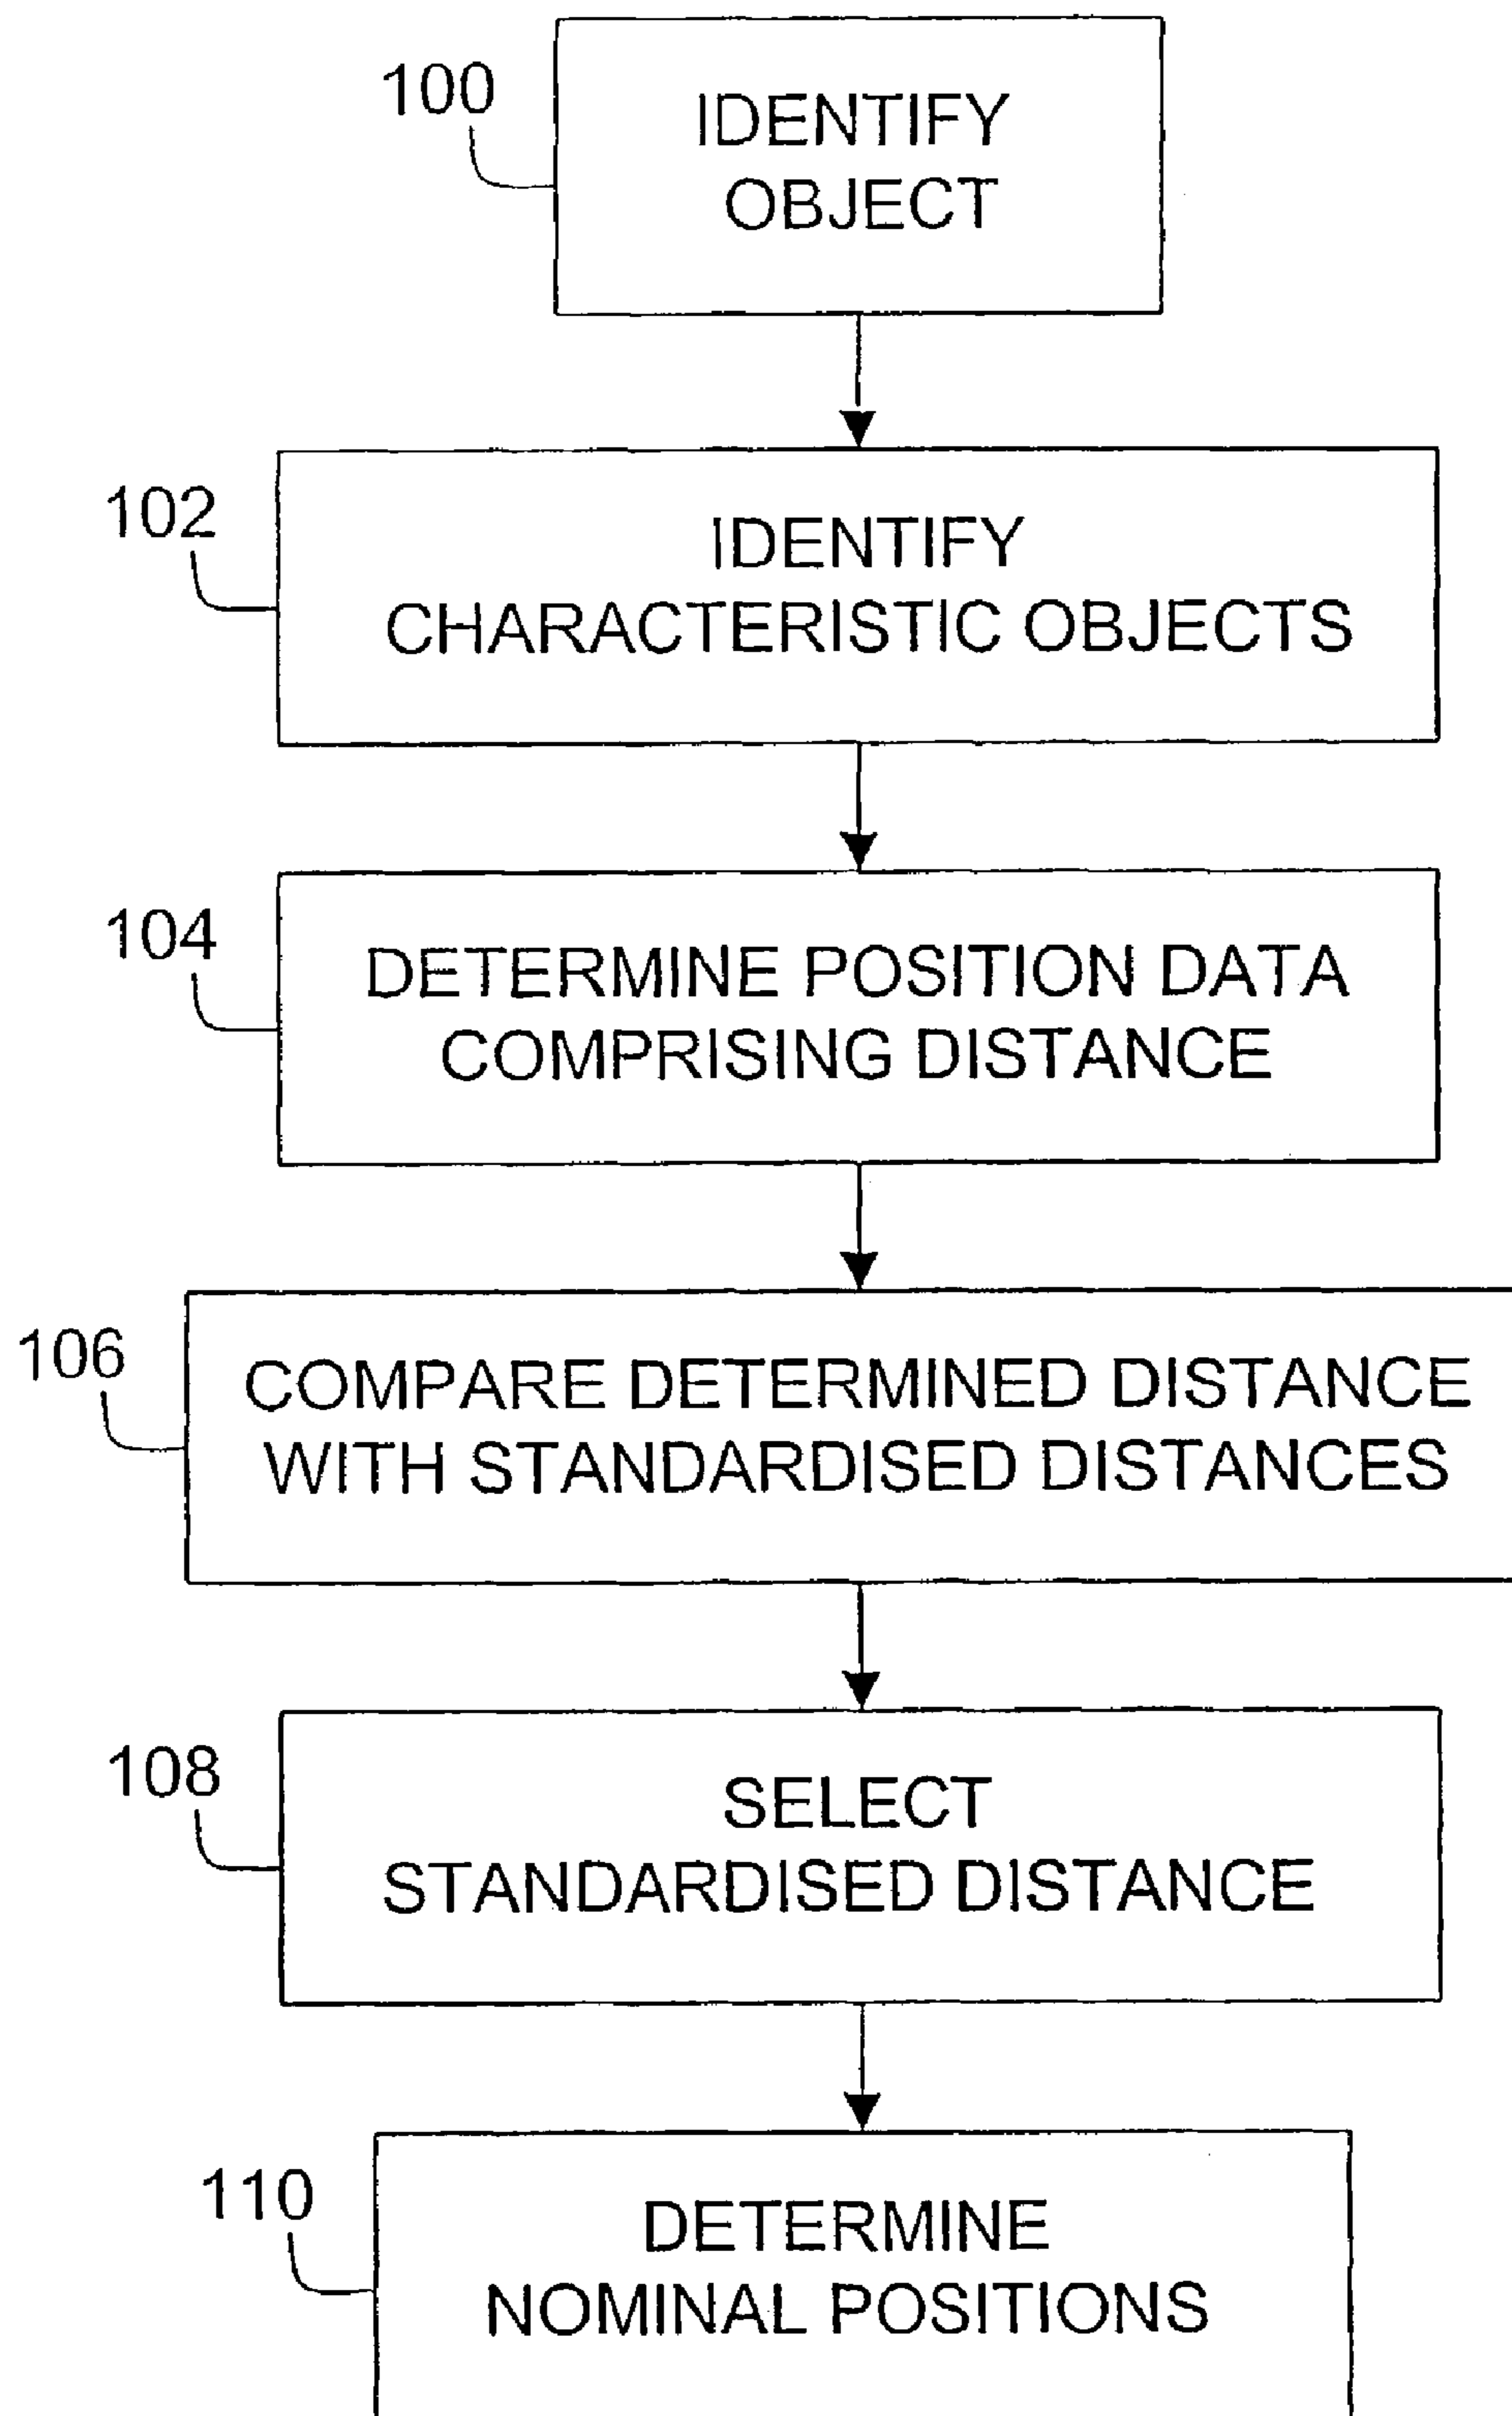 100
IDENTIFY
OBJECT
102
IDENTIFY
CHARACTERISTIC OBJECTS
104
DETERMINE POSITION DATA
COMPRISING DISTANCE
106
COMPARE DETERMINED DISTANCE
WITH STANDARDISED DISTANCES
108
SELECT
STANDARDISED DISTANCE
110
DETERMINE
NOMINAL POSITIONS